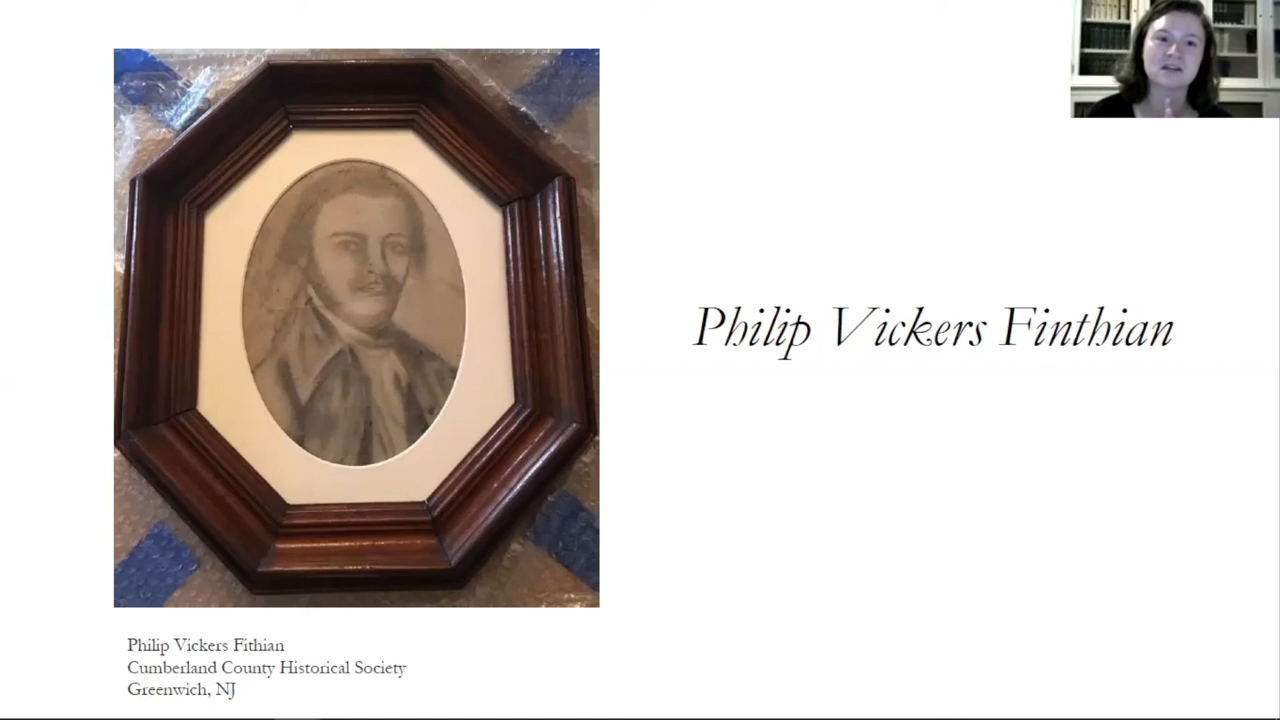 Philip Vickers Finthian
Philip Vickers Fithian
Cumberland County Historical Society
Greenwich, NJ